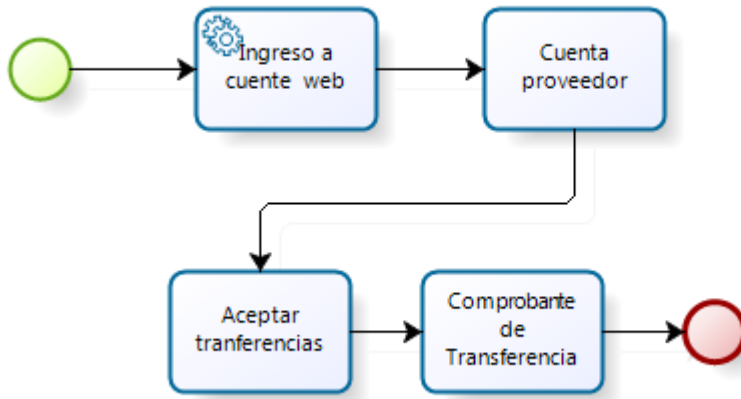 Ingreso a
cuente web
Cuenta
proveedor
Aceptar
tranferencias
Comprobante
de
Transferencia